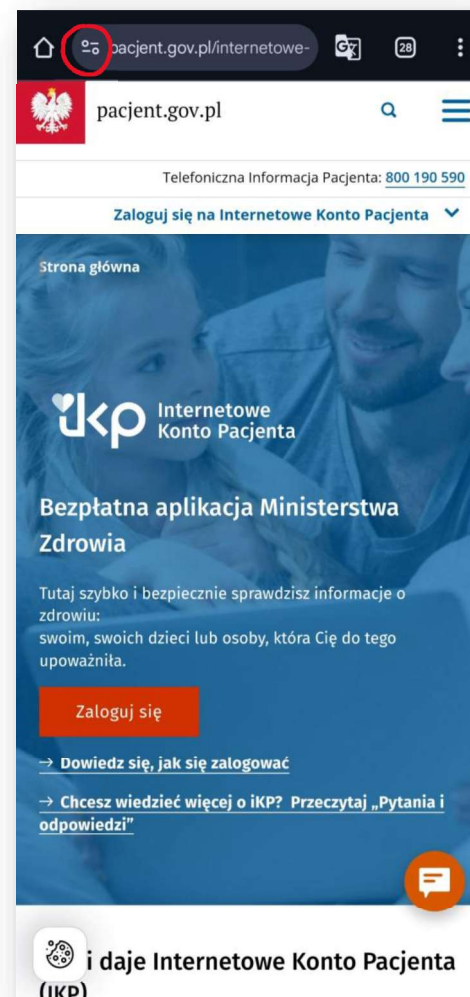 pacjent.gov.pl/internetowe-
28
pacjent.gov.pl
Telefoniczna Informacja Pacjenta: 800 190 590
Zaloguj się na Internetowe Konto Pacjenta
Strona główna
ikp Internetowe
Konto Pacjenta
Bezpłatna aplikacja Ministerstwa
Zdrowia
Tutaj szybko i bezpiecznie sprawdzisz informacje o
zdrowiu:
swoim, swoich dzieci lub osoby, która Cię do tego
upoważniła.
Zaloguj się
→ Dowiedz się, jak się zalogować
→ Chcesz wiedzieć więcej o iKP? Przeczytaj „Pytania i
odpowiedzi”
i daje Internetowe Konto Pacjenta
(IKP)